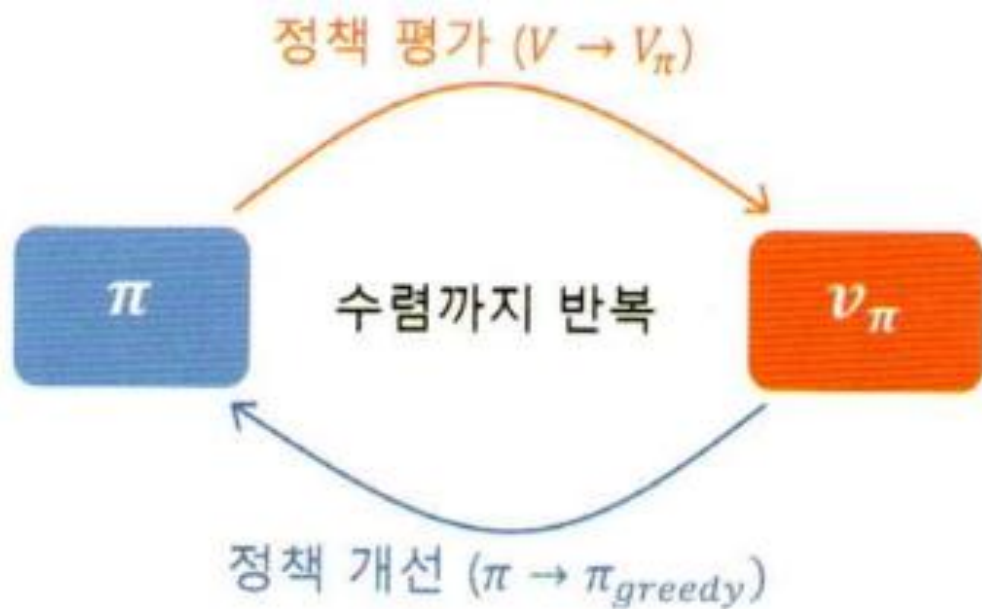 정책 평가 (V → V_π)
π
수렴까지 반복
v_π
정책 개선 (π → π_greedy)